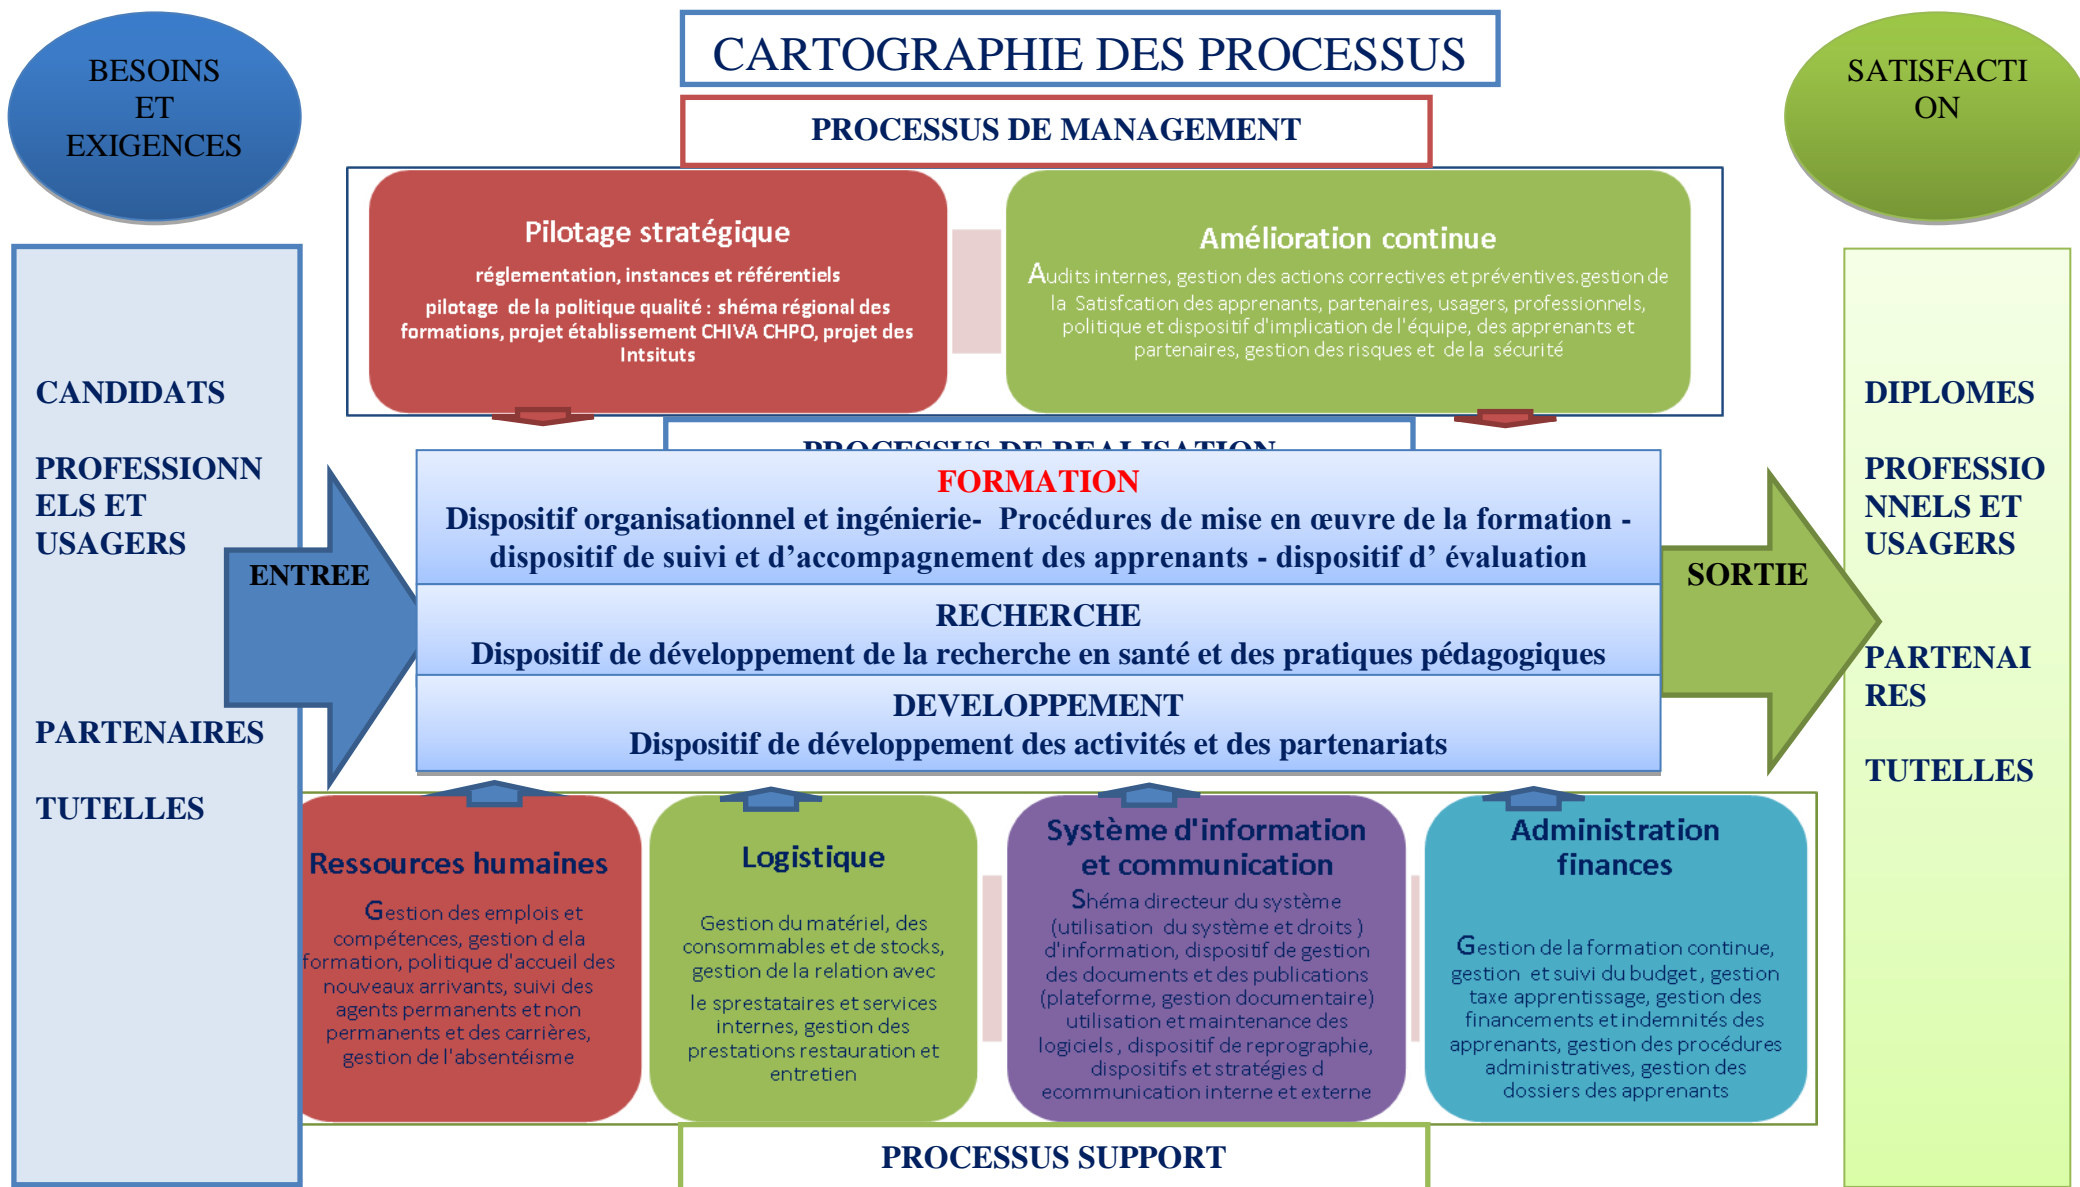 CARTOGRAPHIE DES PROCESSUS
BESOINS
ET
EXIGENCES
SATISFACTI
ON
PROCESSUS DE MANAGEMENT
Pilotage stratégique
réglementation, instances et référentiels
pilotage de la politique qualité : shéma régional des
formations, projet établissement CHIVA CHPO, projet des
Intsituts
Amélioration continue
Audits internes, gestion des actions correctives et préventives.gestion de
la Satisfcation des apprenants, partenaires, usagers, professionnels,
politique et dispositif d'implication de l'équipe, des apprenants et
partenaires, gestion des risques et de la sécurité
CANDIDATS
PROFESSIONN
ELS ET
USAGERS
PARTENAIRES
TUTELLES
ENTREE
PROCESSUS DE REALISATION
FORMATION
Dispositif organisationnel et ingénierie- Procédures de mise en œuvre de la formation -
dispositif de suivi et d’accompagnement des apprenants - dispositif d’ évaluation
RECHERCHE
Dispositif de développement de la recherche en santé et des pratiques pédagogiques
DEVELOPPEMENT
Dispositif de développement des activités et des partenariats
SORTIE
DIPLOMES
PROFESSIO
NNELS ET
USAGERS
PARTENAI
RES
TUTELLES
Ressources humaines
Gestion des emplois et
compétences, gestion d ela
formation, politique d'accueil des
nouveaux arrivants, suivi des
agents permanents et non
permanents et des carrières,
gestion de l'absentéisme
Logistique
Gestion du matériel, des
consommables et de stocks,
gestion de la relation avec
le sprestataires et services
internes, gestion des
prestations restauration et
entretien
Système d'information
et communication
Shéma directeur du système
(utilisation du système et droits )
d'information, dispositif de gestion
des documents et des publications
(plateforme, gestion documentaire)
utilisation et maintenance des
logiciels , dispositif de reprographie,
dispositifs et stratégies d
ecommunication interne et externe
Administration
finances
Gestion de la formation continue,
gestion et suivi du budget , gestion
taxe apprentissage, gestion des
financements et indemnités des
apprenants, gestion des procédures
administratives, gestion des
dossiers des apprenants
PROCESSUS SUPPORT